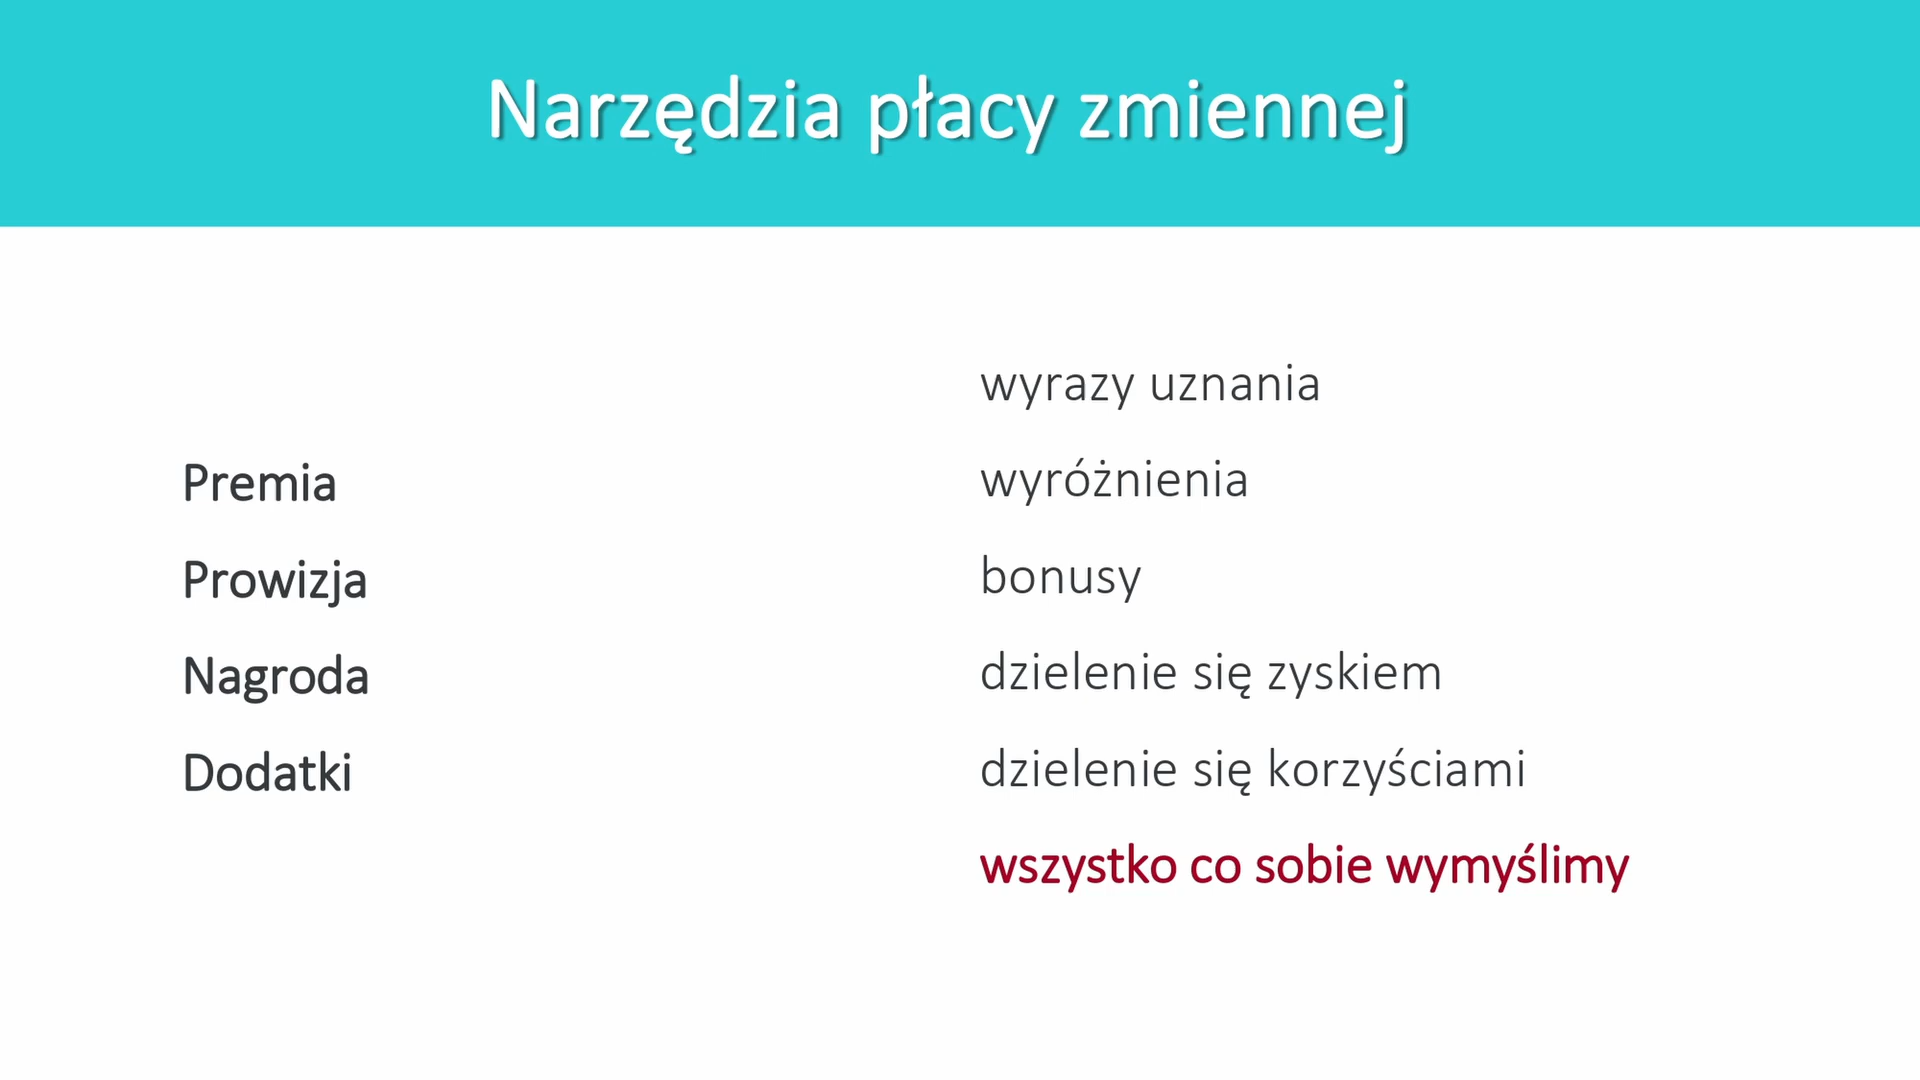 Narzędzia płacy zmiennej
Premia
Prowizja
Nagroda
Dodatki
wyrazy uznania
wyróżnienia
bonusy
dzielenie się zyskiem
dzielenie się korzyściami
wszystko co sobie wymyślimy